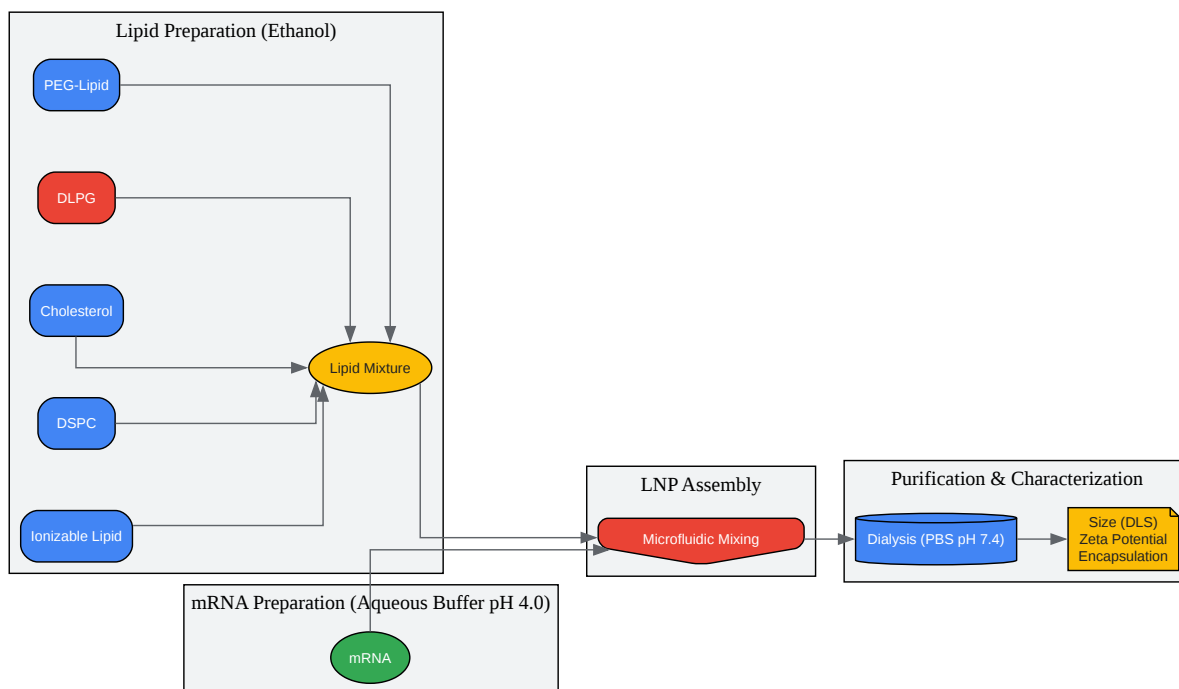 Lipid Preparation (Ethanol)
PEG-Lipid
DLPG
Cholesterol
Lipid Mixture
DSPC
Ionizable Lipid
mRNA Preparation (Aqueous Buffer pH 4.0)
mRNA
LNP Assembly
Microfluidic Mixing
Purification & Characterization
Dialysis (PBS pH 7.4)
Size (DLS)
Zeta Potential
Encapsulation